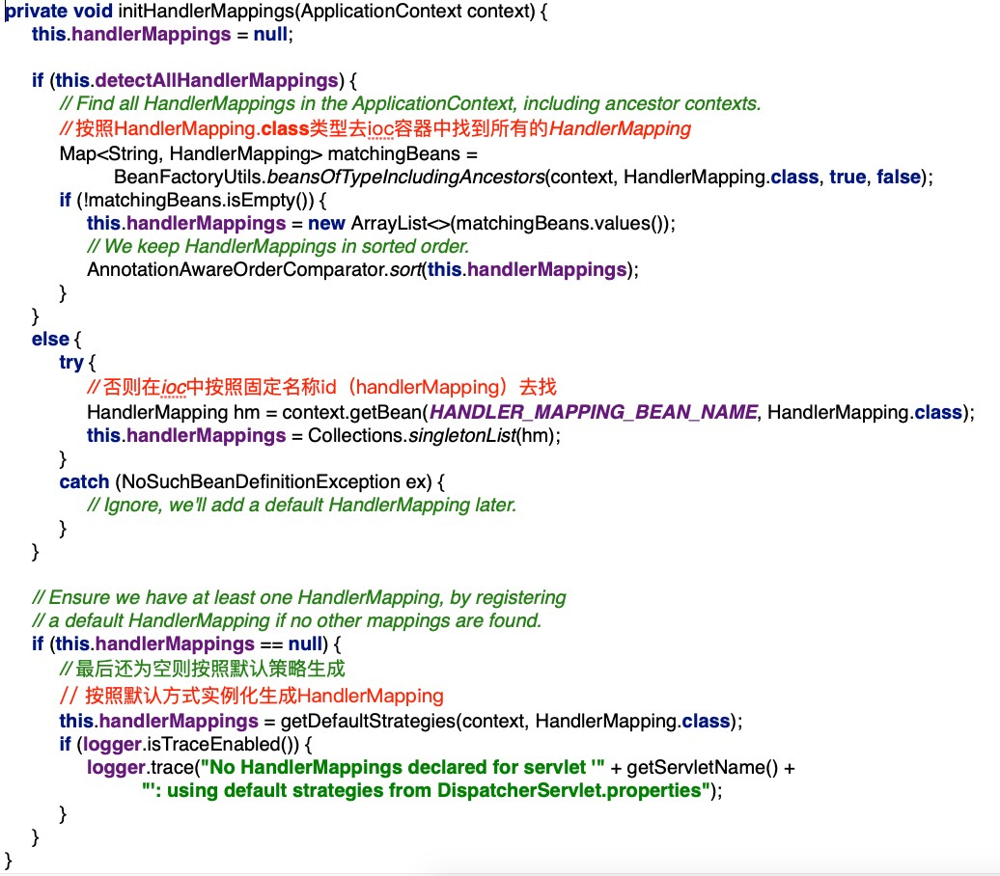 private void initHandlerMappings(ApplicationContext context) {
this.handlerMappings = null;
if (this.detectAllHandlerMappings) {
// Find all HandlerMappings in the ApplicationContext, including ancestor contexts.
// 按照HandlerMapping.class类型去ioc容器中找到所有的HandlerMapping
Map<String, HandlerMapping> matchingBeans =
BeanFactoryUtils.beansOfTypeIncludingAncestors(context, HandlerMapping.class, true, false);
if (!matchingBeans.isEmpty()) {
this.handlerMappings = new ArrayList<>(matchingBeans.values());
// We keep HandlerMappings in sorted order.
AnnotationAwareOrderComparator.sort(this.handlerMappings);
}
}
else {
try {
// 否则在ioc中按照固定名称id（handlerMapping）去找
HandlerMapping hm = context.getBean(HANDLER_MAPPING_BEAN_NAME, HandlerMapping.class);
this.handlerMappings = Collections.singletonList(hm);
}
catch (NoSuchBeanDefinitionException ex) {
// Ignore, we'll add a default HandlerMapping later.
}
}
// Ensure we have at least one HandlerMapping, by registering
// a default HandlerMapping if no other mappings are found.
if (this.handlerMappings == null) {
// 最后还为空则按照默认策略生成
// 按照默认方式实例化生成HandlerMapping
this.handlerMappings = getDefaultStrategies(context, HandlerMapping.class);
if (logger.isTraceEnabled()) {
logger.trace("No HandlerMappings declared for servlet '" + getServletName() +
"': using default strategies from DispatcherServlet.properties");
}
}
}